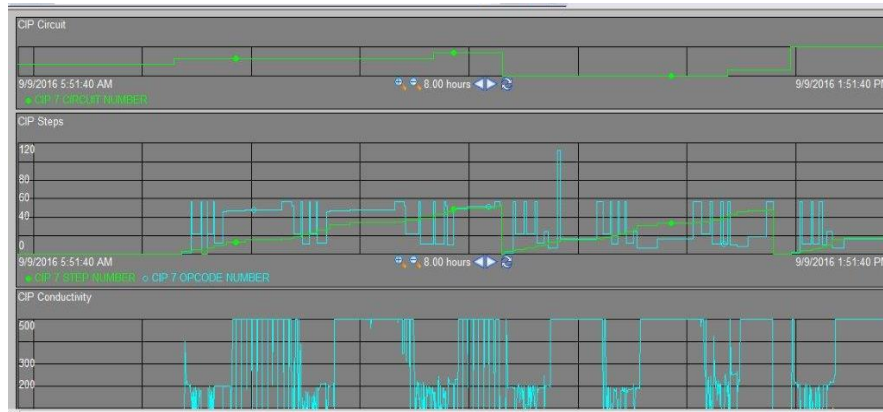 CIP Circuit
9/9/2016 5:51:40 AM
8.00 hours
9/9/2016 1:51:40 PM
CIP 7 CIRCUIT NUMBER
CIP Steps
120
80
60
40
0
9/9/2016 5:51:40 AM
8.00 hours
9/9/2016 1:51:40 PM
CIP 7 STEP NUMBER CIP 7 OPCODE NUMBER
CIP Conductivity
500
300
200